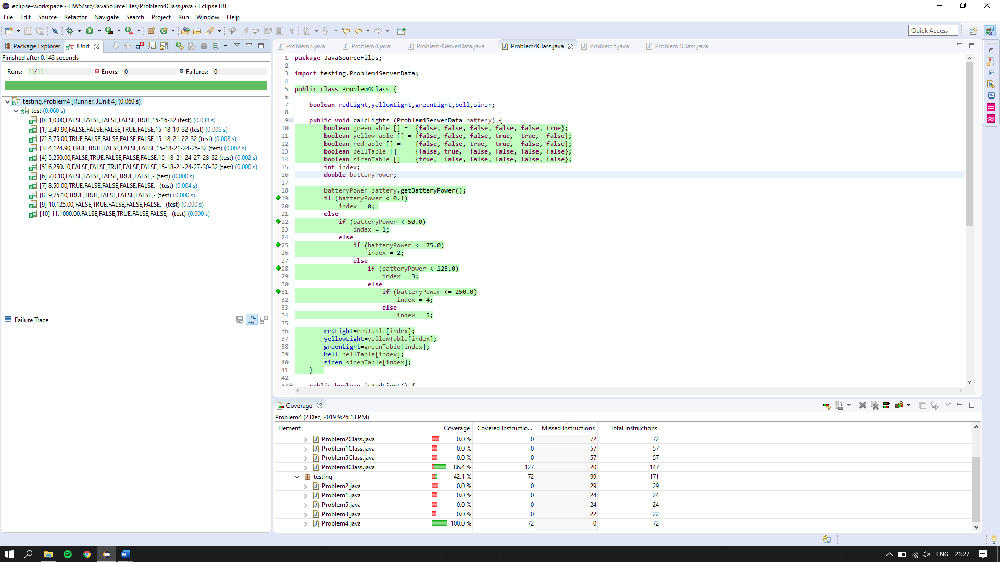 eclipse-workspace - HW5/src/JavaSourceFiles/Problem4Class.java - Eclipse IDE
File Edit Source Refactor Navigate Search Project Run Window Help
Quick Access
Package Explorer JUnit
Finished after 0.143 seconds
Runs: 11/11 Errors: 0 Failures: 0
testing.Problem4 [Runner: JUnit 4] (0.060 s)
test (0.060 s)
[0] 1,0.00,FALSE,FALSE,FALSE,FALSE,TRUE,15-16-32 (test) (0.038 s)
[1] 2,49.90,FALSE,FALSE,FALSE,TRUE,FALSE,15-18-19-32 (test) (0.006 s)
[2] 3,75.00,TRUE,FALSE,FALSE,FALSE,FALSE,15-18-21-22-32 (test) (0.008 s)
[3] 4,124.90,TRUE,TRUE,FALSE,FALSE,FALSE,15-18-21-24-25-32 (test) (0.002 s)
[4] 5,250.00,FALSE,TRUE,FALSE,FALSE,FALSE,15-18-21-24-27-28-32 (test) (0.002 s)
[5] 6,250.10,FALSE,FALSE,TRUE,FALSE,FALSE,15-18-21-24-27-30-32 (test) (0.000 s)
[6] 7,0.10,FALSE,FALSE,FALSE,TRUE,FALSE,- (test) (0.000 s)
[7] 8,50.00,TRUE,FALSE,FALSE,FALSE,FALSE,- (test) (0.004 s)
[8] 9,75.10,TRUE,TRUE,FALSE,FALSE,FALSE,- (test) (0.000 s)
[9] 10,125.00,FALSE,TRUE,FALSE,FALSE,FALSE,- (test) (0.000 s)
[10] 11,1000.00,FALSE,FALSE,TRUE,FALSE,FALSE,- (test) (0.000 s)
Failure Trace
Problem3.java Problem4.java Problem4ServerData.java Problem4Class.java Problem5.java Problem3Class.java
1 package JavaSourceFiles;
2
3 import testing.Problem4ServerData;
4
5 public class Problem4Class {
6
7 boolean redLight,yellowLight,greenLight,bell,siren;
8
9 public void calcLights (Problem4ServerData battery) {
10 boolean greenTable [] = {false, false, false, false, false, true};
11 boolean yellowTable [] = {false, false, false, true, true, false};
12 boolean redTable [] = {false, false, true, true, false, false};
13 boolean bellTable [] = {false, true, false, false, false, false};
14 boolean sirenTable [] = {true, false, false, false, false, false};
15 int index;
16 double batteryPower;
17
18 batteryPower=battery.getBatteryPower();
19 if (batteryPower < 0.1)
20 index = 0;
21 else
22 if (batteryPower < 50.0)
23 index = 1;
24 else
25 if (batteryPower <= 75.0)
26 index = 2;
27 else
28 if (batteryPower < 125.0)
29 index = 3;
30 else
31 if (batteryPower <= 250.0)
32 index = 4;
33 else
34 index = 5;
35
36 redLight=redTable[index];
37 yellowLight=yellowTable[index];
38 greenLight=greenTable[index];
39 bell=bellTable[index];
40 siren=sirenTable[index];
41 }
42
43 public boolean isRedLight() {
Coverage
Problem4 (2 Dec, 2019 9:26:13 PM)
Element Coverage Covered Instructio... Missed Instructions Total Instructions
Problem2Class.java 0.0 % 0 72 72
Problem1Class.java 0.0 % 0 57 57
Problem5Class.java 0.0 % 0 57 57
Problem4Class.java 86.4 % 127 20 147
testing 42.1 % 72 99 171
Problem2.java 0.0 % 0 29 29
Problem1.java 0.0 % 0 24 24
Problem5.java 0.0 % 0 24 24
Problem3.java 0.0 % 0 22 22
Problem4.java 100.0 % 72 0 72
ENG 21:27